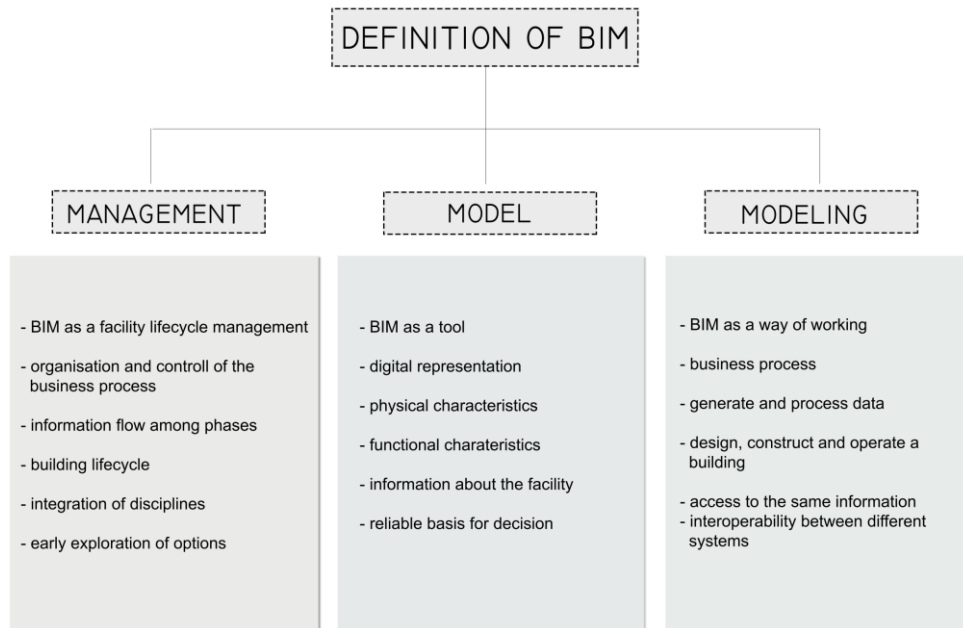 DEFINITION OF BIM
MANAGEMENT
- BIM as a facility lifecycle management
- organisation and controll of the
business process
- information flow among phases
- building lifecycle
- integration of disciplines
- early exploration of options
MODEL
- BIM as a tool
- digital representation
- physical characteristics
- functional charateristics
- information about the facility
- reliable basis for decision
MODELING
- BIM as a way of working
- business process
- generate and process data
- design, construct and operate a
building
- access to the same information
- interoperability between different
systems